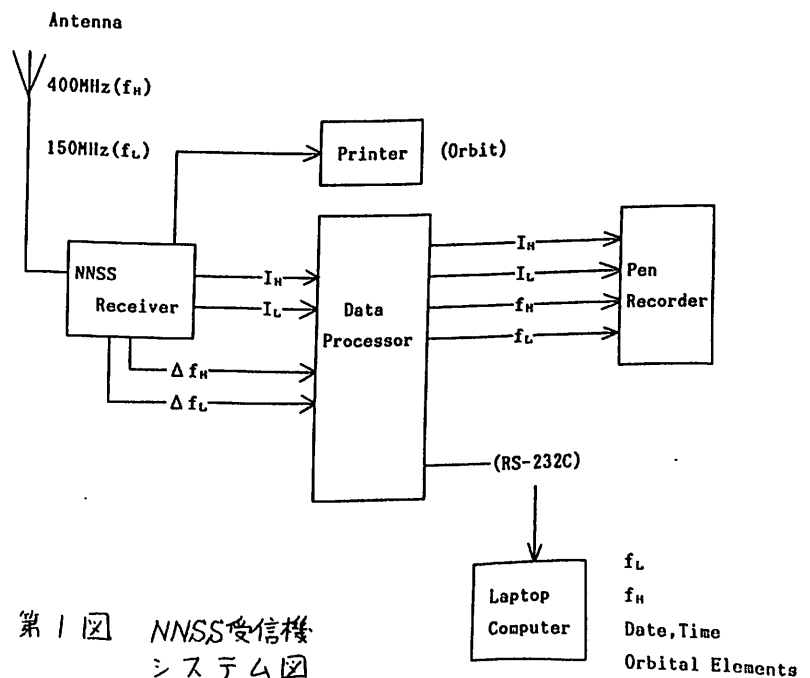 Antenna
400MHz(fH)
150MHz(fL)
Printer
(Orbit)
NNSS
Receiver
IH
IL
Δ fH
Δ fL
Data
Processor
IH
IL
fH
fL
Pen
Recorder
(RS-232C)
Laptop
Computer
fL
fH
Date,Time
Orbital Elements
第1図 NNSS受信機
システム図